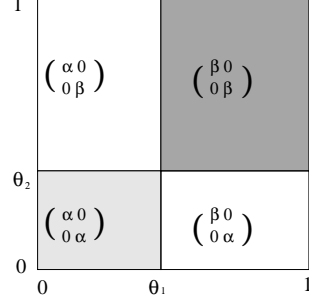 1
( α 0 ) ( β 0 )
( 0 β ) ( 0 β )
θ2
( α 0 ) ( β 0 )
( 0 α ) ( 0 α )
0
0 θ1 1